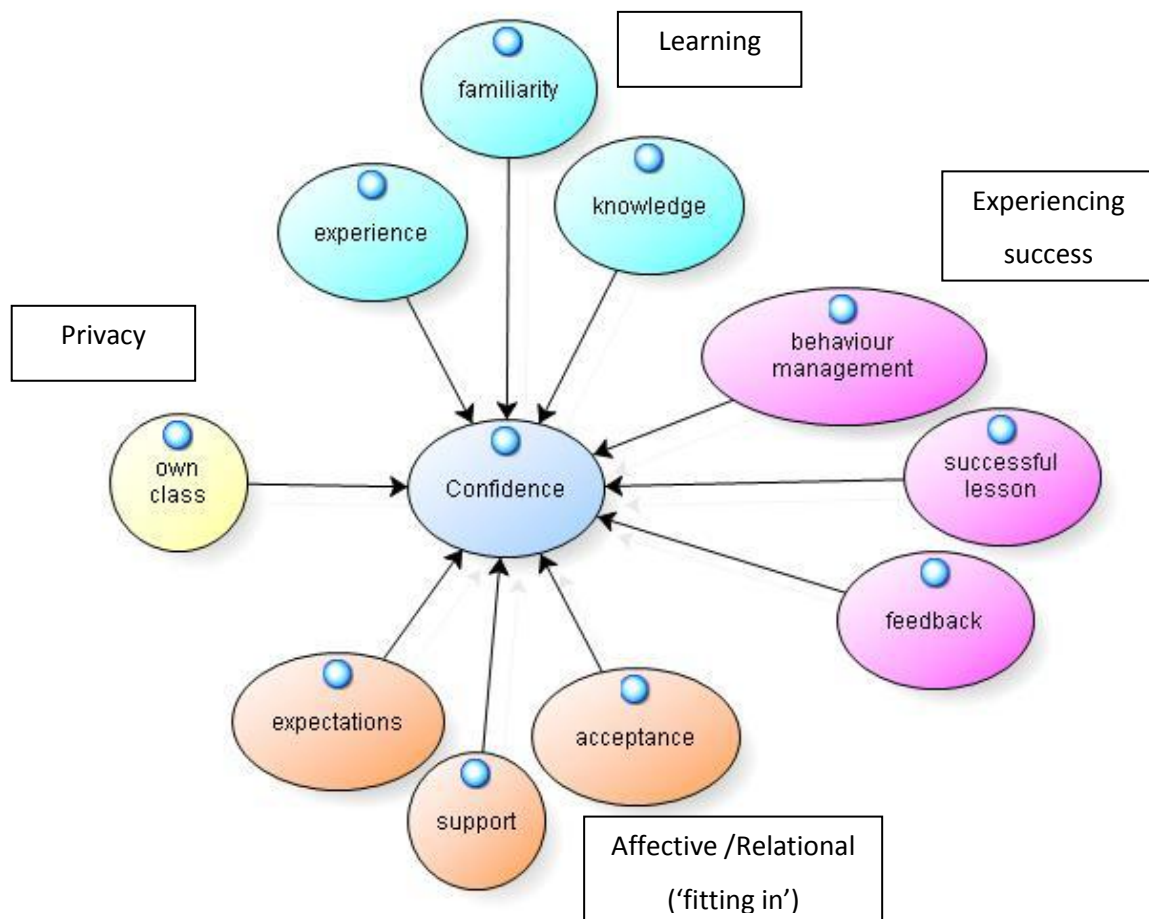 Learning
familiarity
knowledge
experience
Experiencing
success
Privacy
behaviour
management
own
class
Confidence
successful
lesson
feedback
expectations
acceptance
support
Affective /Relational
(‘fitting in’)